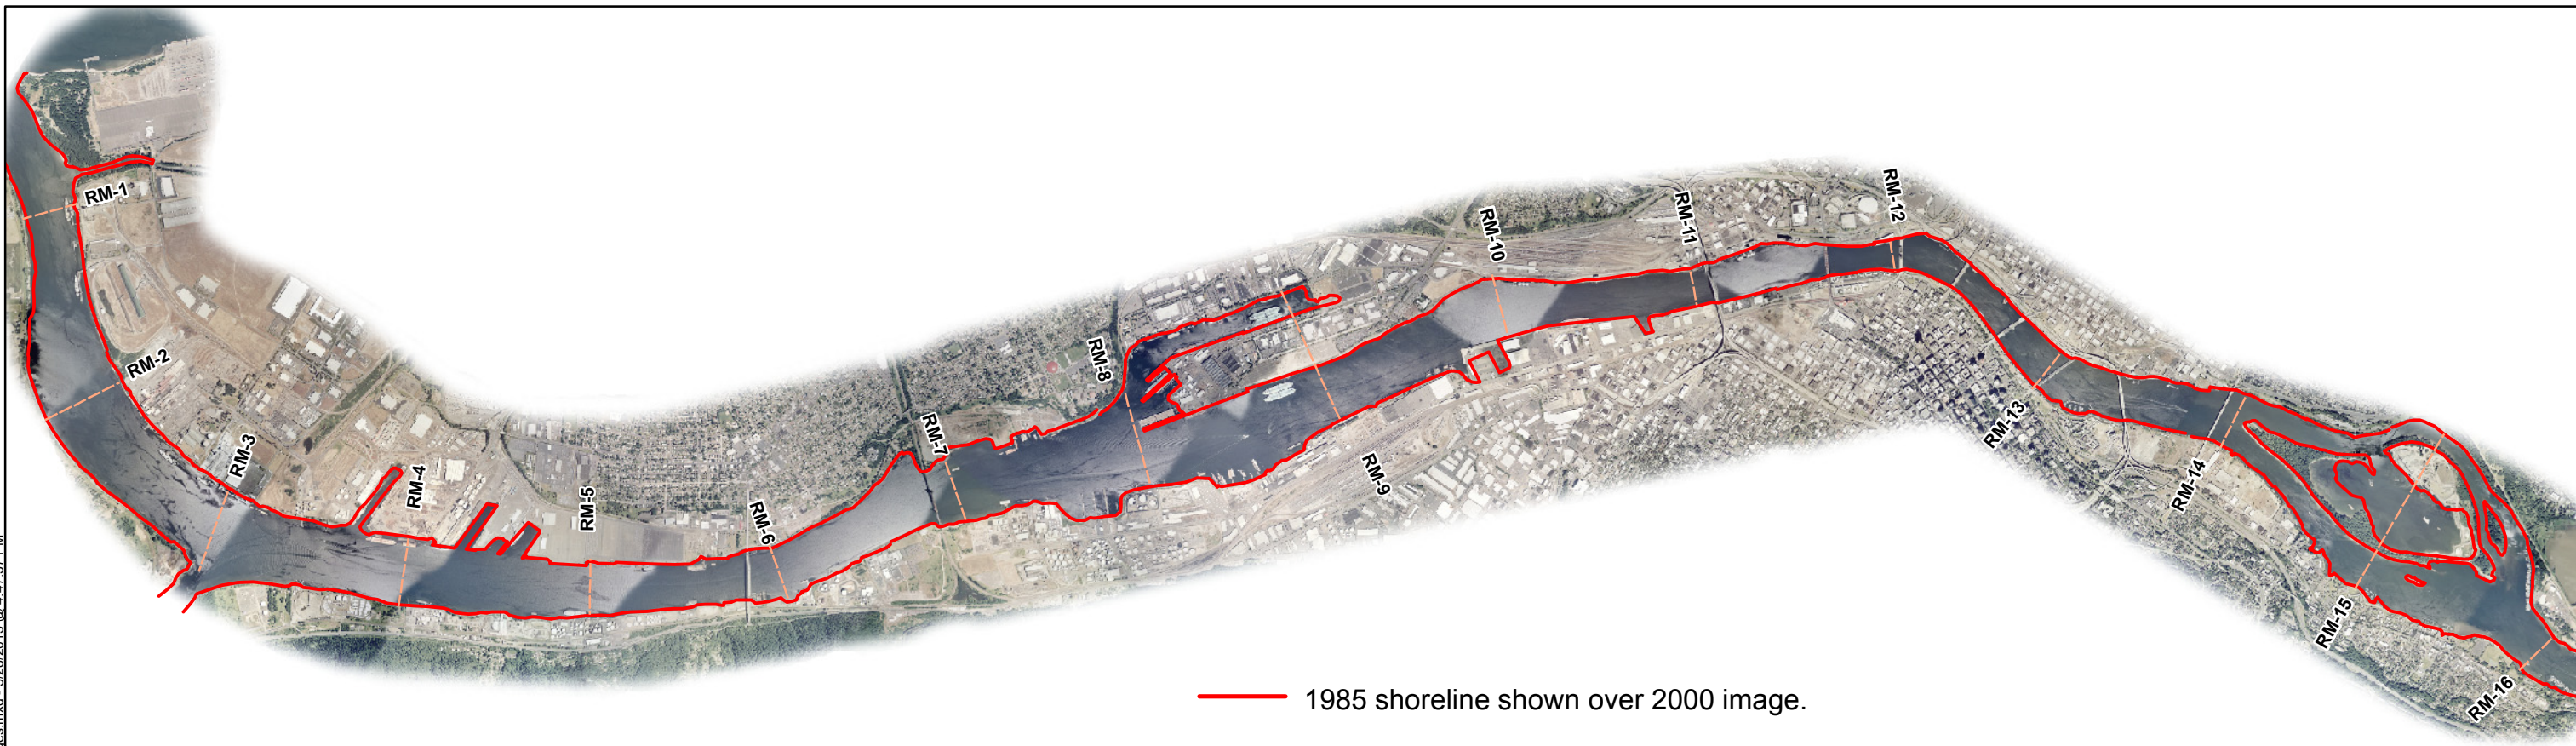 RM-1
RM-2
RM-3
RM-4
RM-5
RM-6
RM-7
RM-8
RM-9
RM-10
RM-11
RM-12
RM-13
RM-14
RM-15
RM-16
1985 shoreline shown over 2000 image.